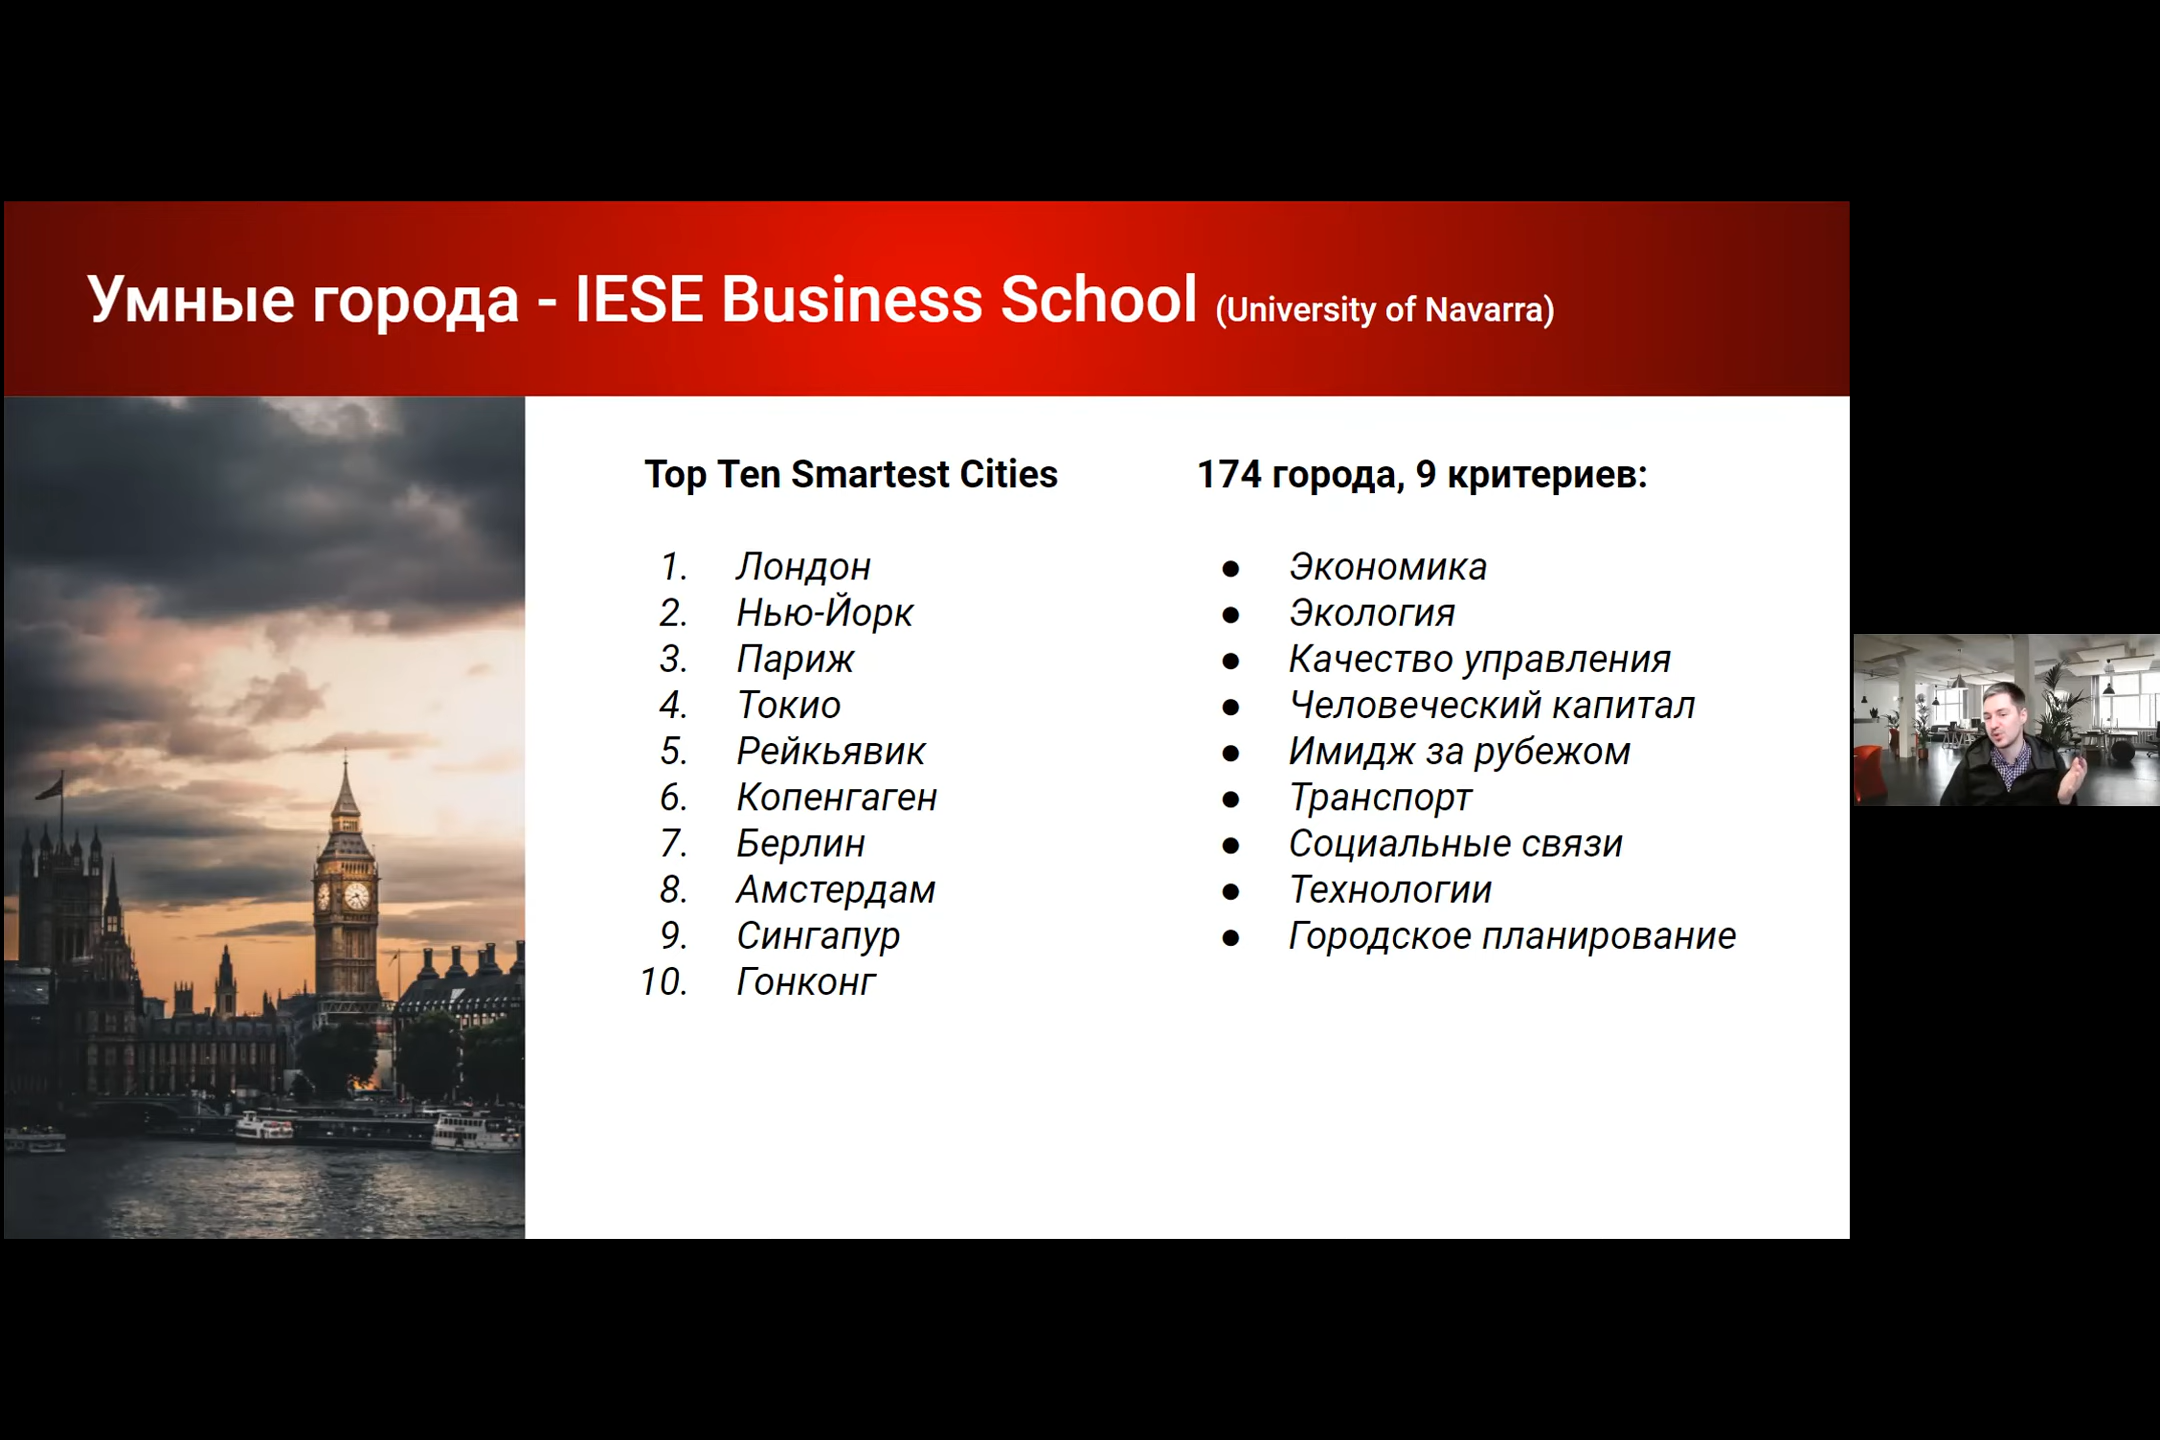 Умные города - IESE Business School (University of Navarra)
Top Ten Smartest Cities
1. Лондон
2. Нью-Йорк
3. Париж
4. Токио
5. Рейкьявик
6. Копенгаген
7. Берлин
8. Амстердам
9. Сингапур
10. Гонконг
174 города, 9 критериев:
● Экономика
● Экология
● Качество управления
● Человеческий капитал
● Имидж за рубежом
● Транспорт
● Социальные связи
● Технологии
● Городское планирование